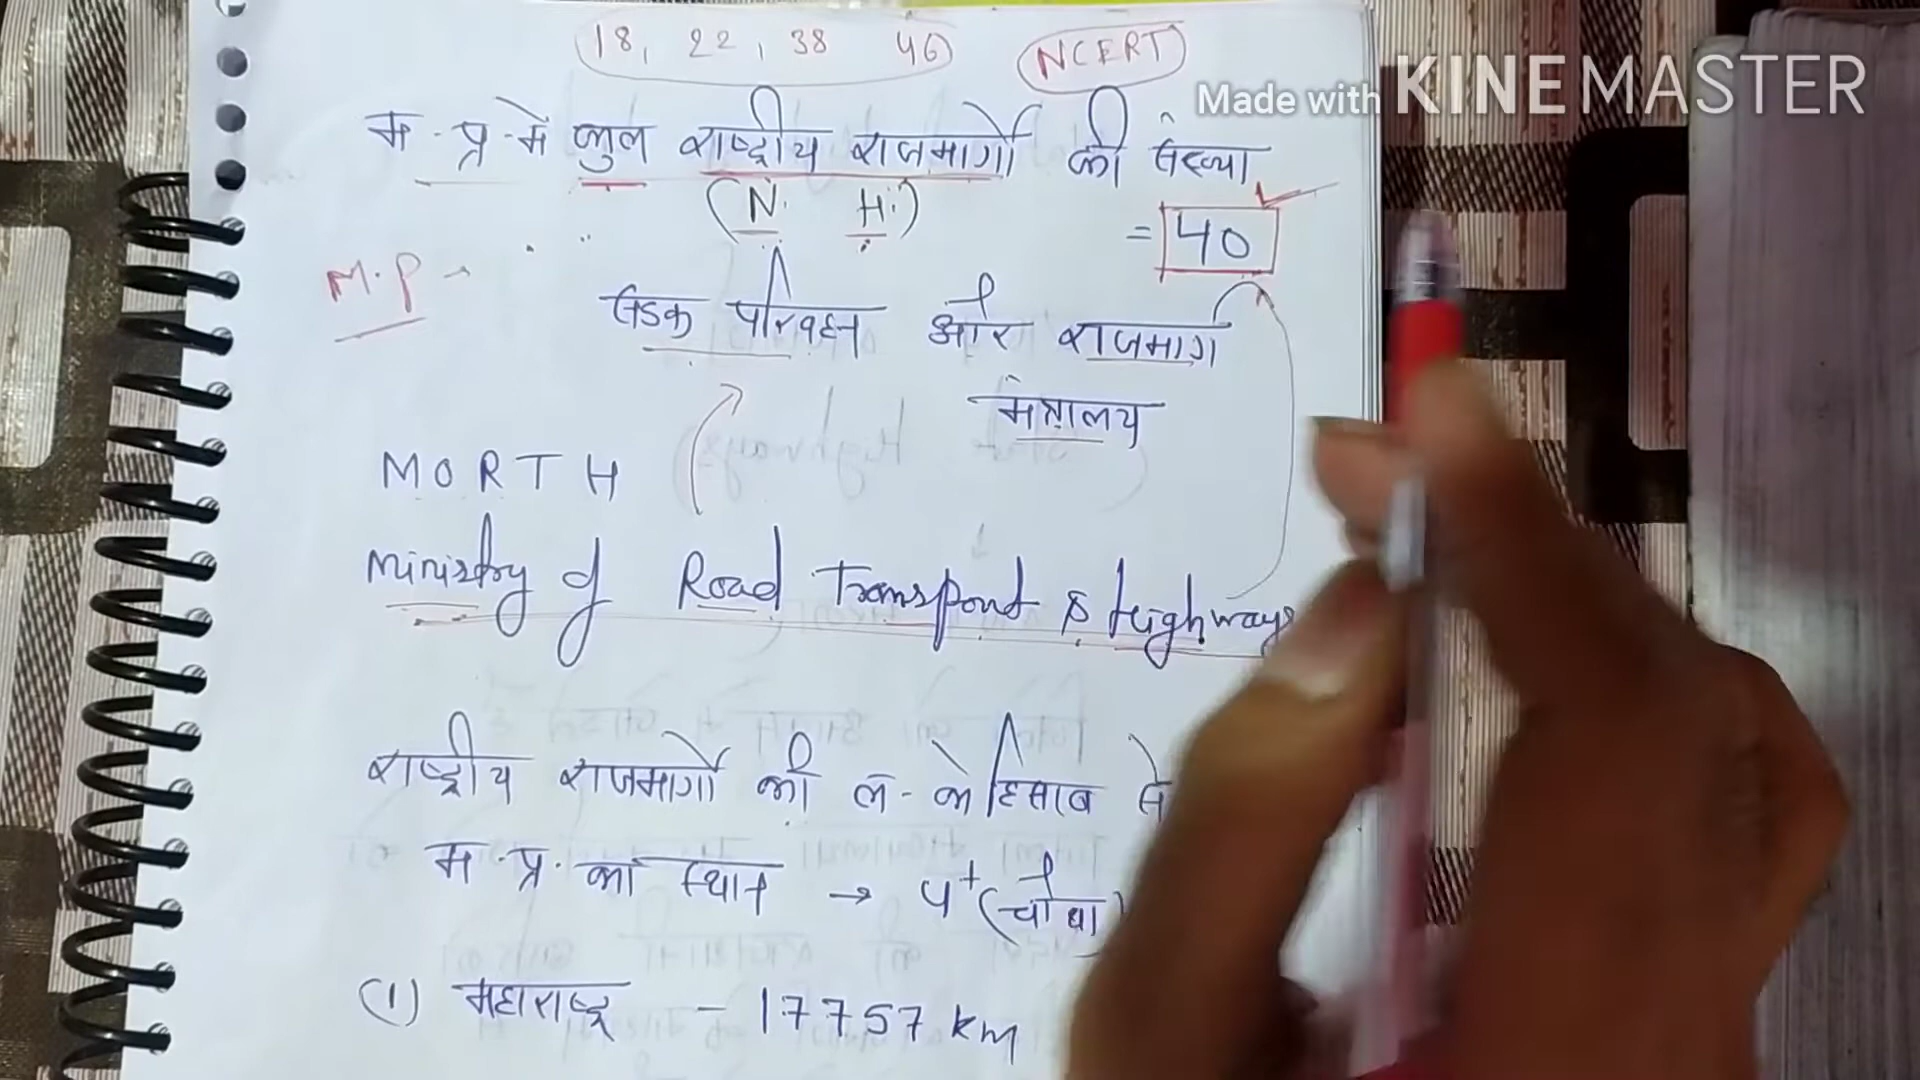 18, 22, 38 46 NCERT
Made with KINEMASTER
म.प्र. में कुल राष्ट्रीय राजमार्गो की संख्या
(N. H.)
= 40
M.P →
सडक परिवहन और राजमार्ग
मंत्रालय
MORTH
Ministry of Road Transport & Highways
राष्ट्रीय राजमार्गो की ल. के हिसाब से
म.प्र. का स्थान → 4th (चौथा)
(1) महाराष्ट्र - 17757 km